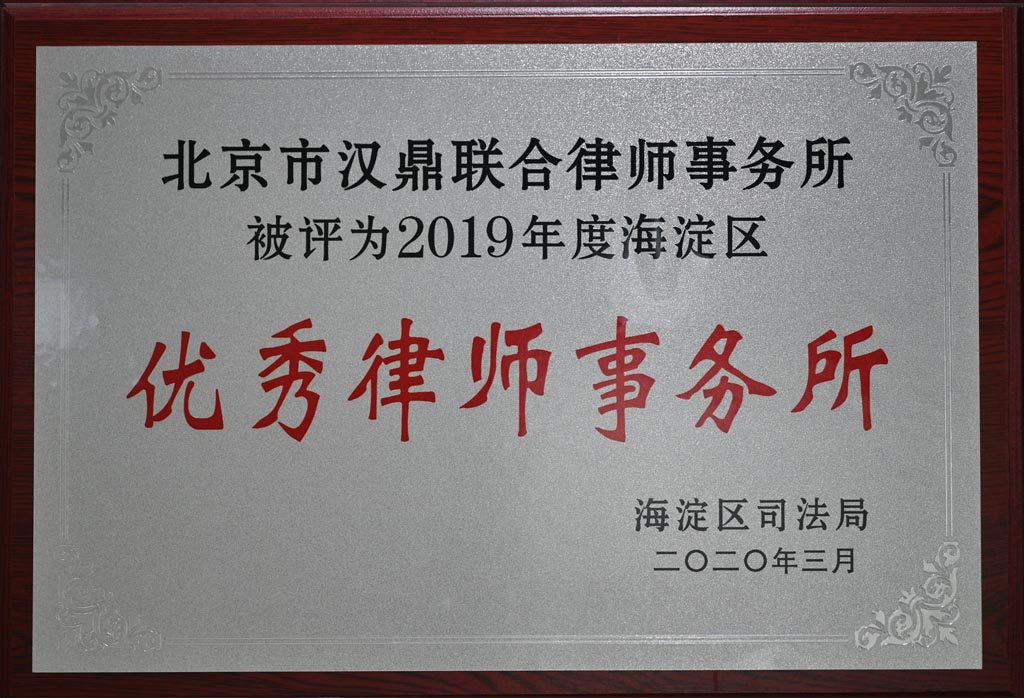 北京市汉鼎联合律师事务所
被评为2019年度海淀区
优秀律师事务所
海淀区司法局
二〇二〇年三月